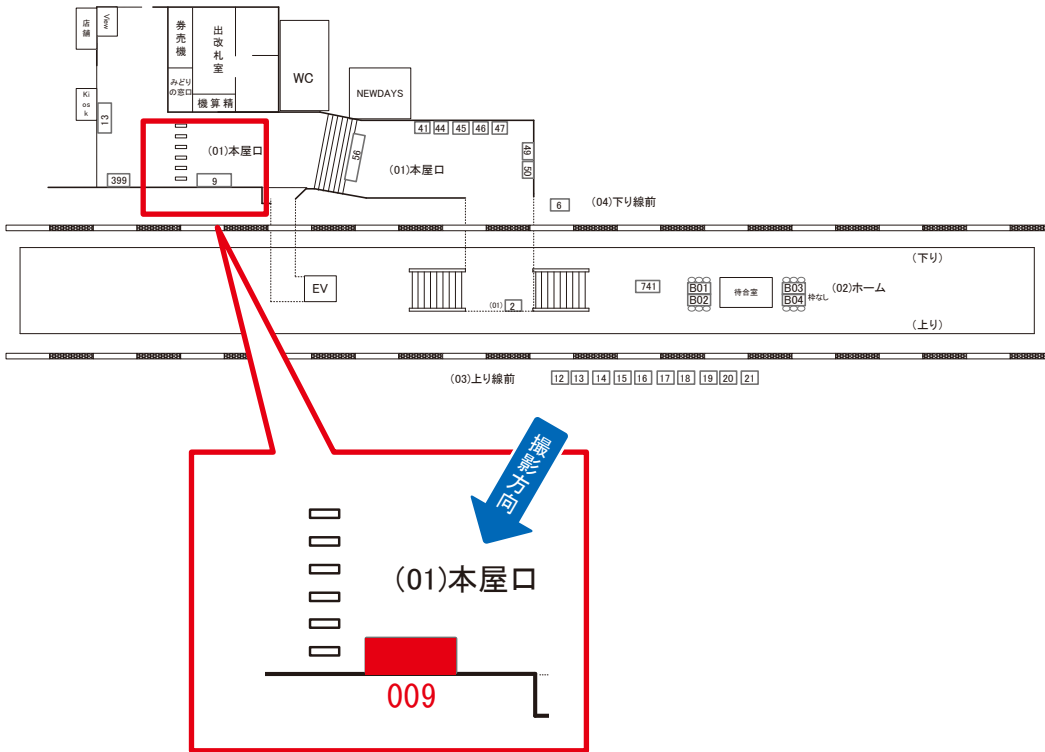 店舗
View
券売機
出改札室
みどりの窓口
機算精
WC
NEWDAYS
Kiosk
13
399
(01)本屋口
9
56
(01)本屋口
41 44 45 46 47
49
50
6
(04)下り線前
(下り)
EV
(01)
2
741
B01
B02
待合室
B03
B04
枠なし
(02)ホーム
(上り)
(03)上り線前
12 13 14 15 16 17 18 19 20 21
撮影方向
(01)本屋口
009